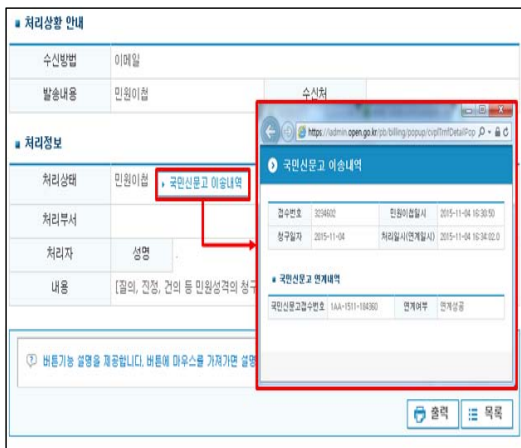 처리상황 안내
수신방법 이메일
발송내용 민원이첩 수신처
처리정보
처리상태 민원이첩 국민신문고 이송내역
처리부서
처리자 성명
내용 [질의, 진정, 건의 등 민원성격의 청구
버튼기능 설명을 제공합니다. 버튼에 마우스를 가져가면 설명
출력 목록
https://admin.open.go.kr/pb/billing/popup/cvplTrnfDetailPop
국민신문고 이송내역
접수번호 3234602 민원이첩일시 2015-11-04 16:30:50
청구일자 2015-11-04 처리일시(연계일시) 2015-11-04 16:34:02.0
국민신문고 연계내역
국민신문고접수번호 1AA-1511-104360 연계여부 연계성공